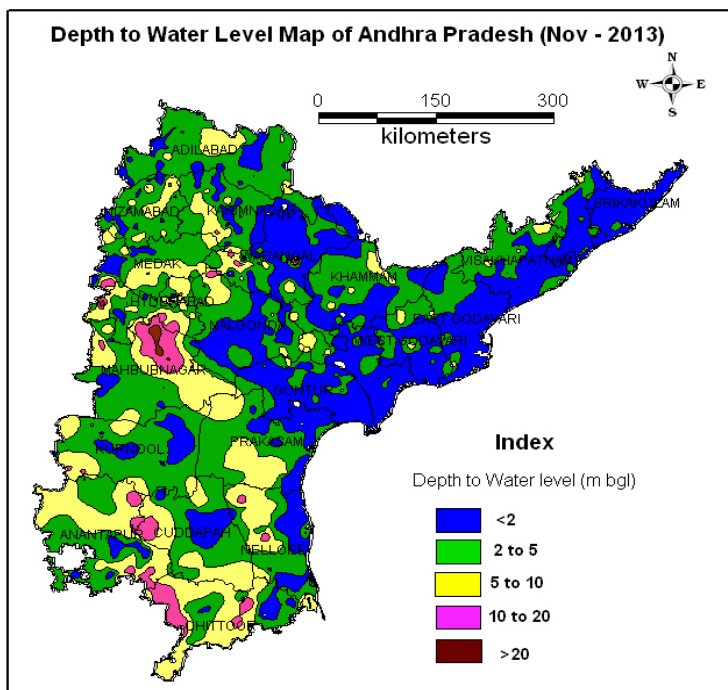 Depth to Water Level Map of Andhra Pradesh (Nov - 2013)
N
W E
S
0 150 300
kilometers
ADILABAD
NIZAMABAD
KARIMNAGAR
SRIKAKULAM
WARANGAL
VISAKHAPATNAM
MEDAK
KHAMMAM
HYDERABAD
EAST GODAVARI
NALGONDA
WEST GODAVARI
MAHBUBNAGAR
GUNTUR
PRAKASAM
KURNOOL
Index
Depth to Water level (m bgl)
<2
ANANTAPUR
CUDDAPAH
2 to 5
NELLORE
5 to 10
10 to 20
CHITTOOR
>20